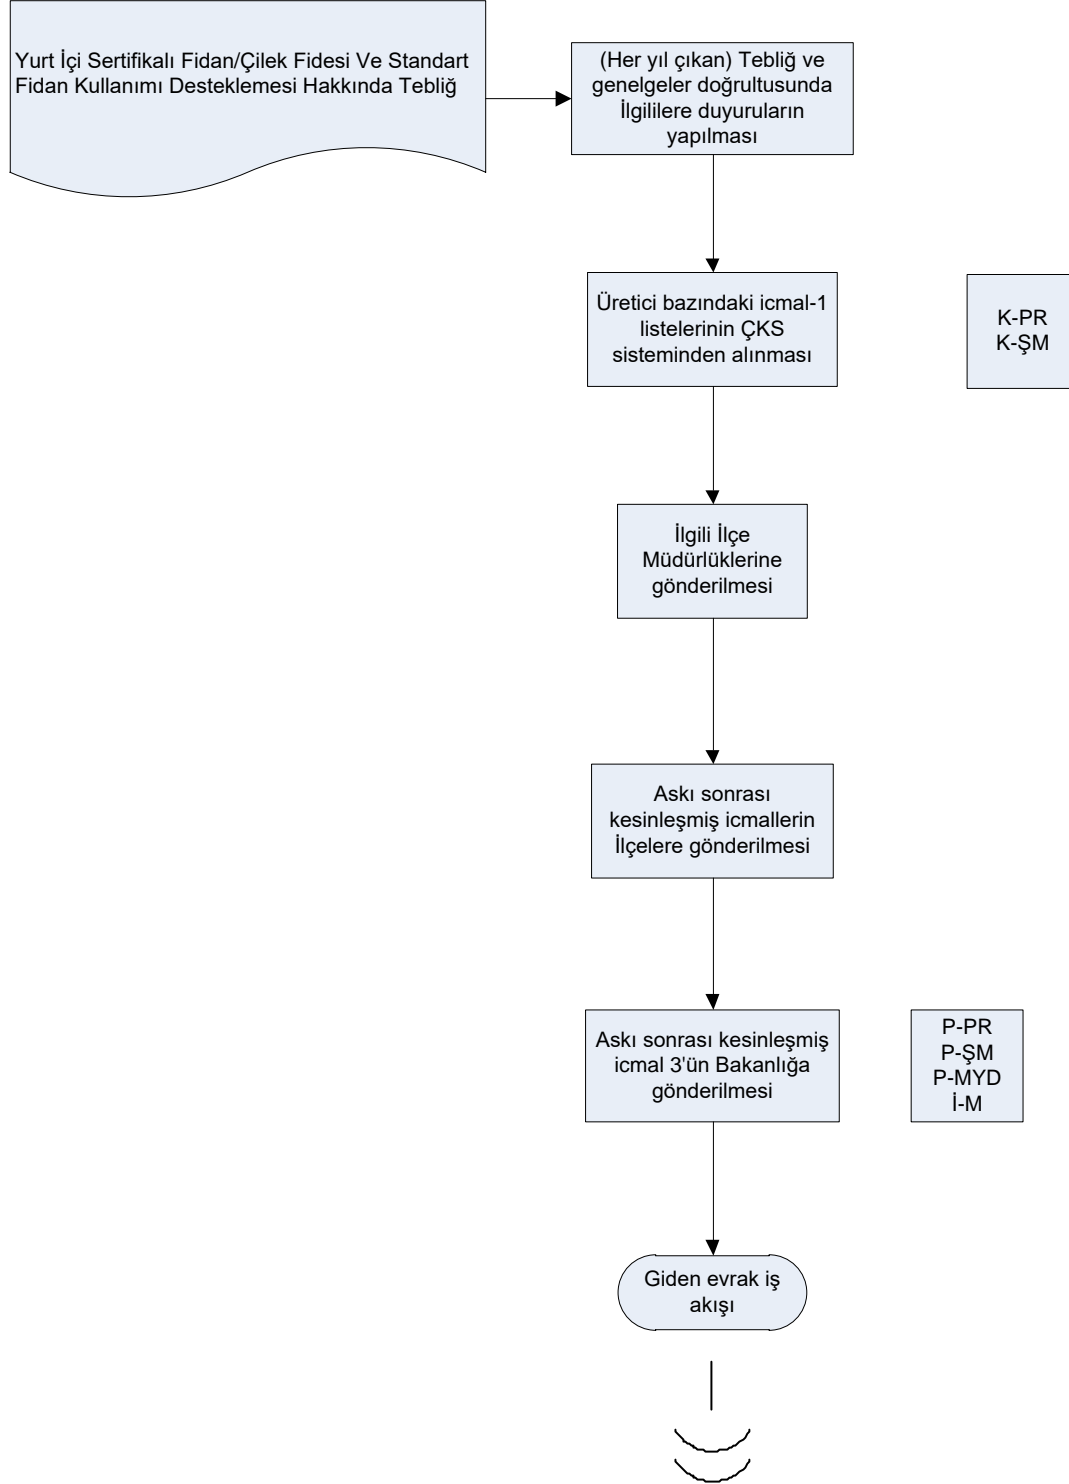 Yurt İçi Sertifikalı Fidan/Çilek Fidesi Ve Standart
Fidan Kullanımı Desteklemesi Hakkında Tebliğ
(Her yıl çıkan) Tebliğ ve
genelgeler doğrultusunda
İlgililere duyuruların
yapılması
Üretici bazındaki icmal-1
listelerinin ÇKS
sisteminden alınması
K-PR
K-ŞM
İlgili İlçe
Müdürlüklerine
gönderilmesi
Askı sonrası
kesinleşmiş icmallerin
İlçelere gönderilmesi
Askı sonrası kesinleşmiş
icmal 3'ün Bakanlığa
gönderilmesi
P-PR
P-ŞM
P-MYD
İ-M
Giden evrak iş
akışı